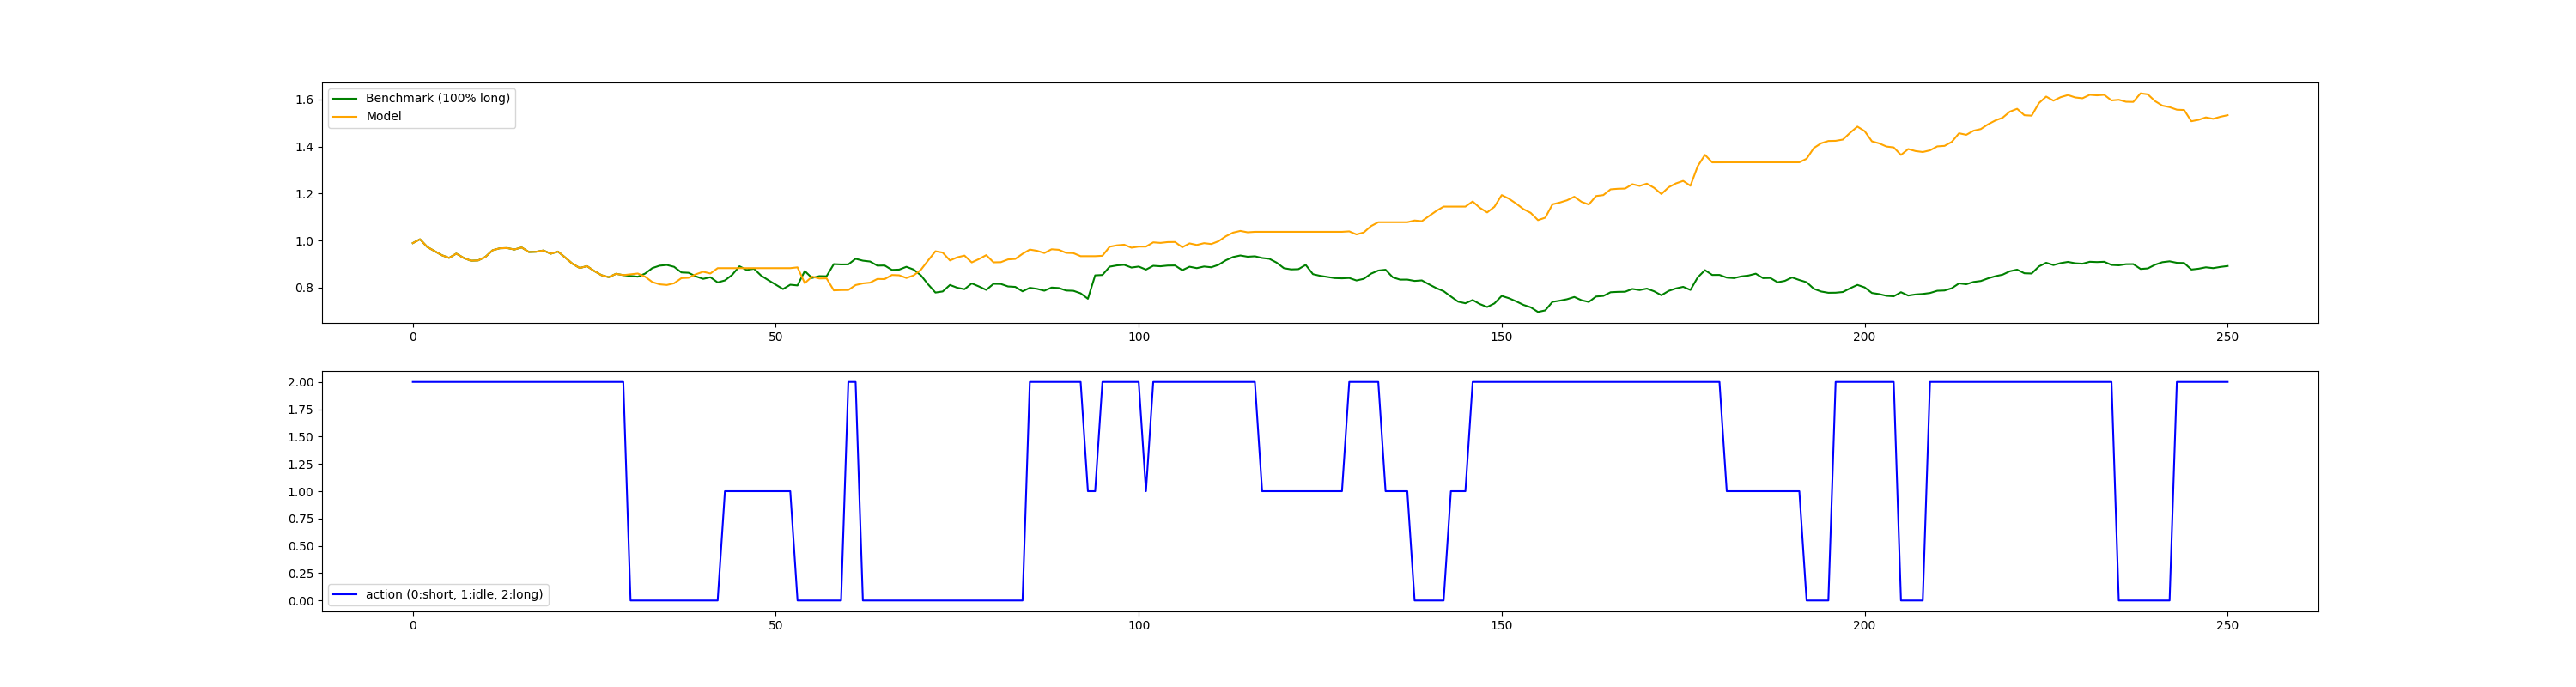 1.6
1.4
1.2
1.0
0.8
Benchmark (100% long)
Model
0 50 100 150 200 250
2.00
1.75
1.50
1.25
1.00
0.75
0.50
0.25
0.00
action (0:short, 1:idle, 2:long)
0 50 100 150 200 250